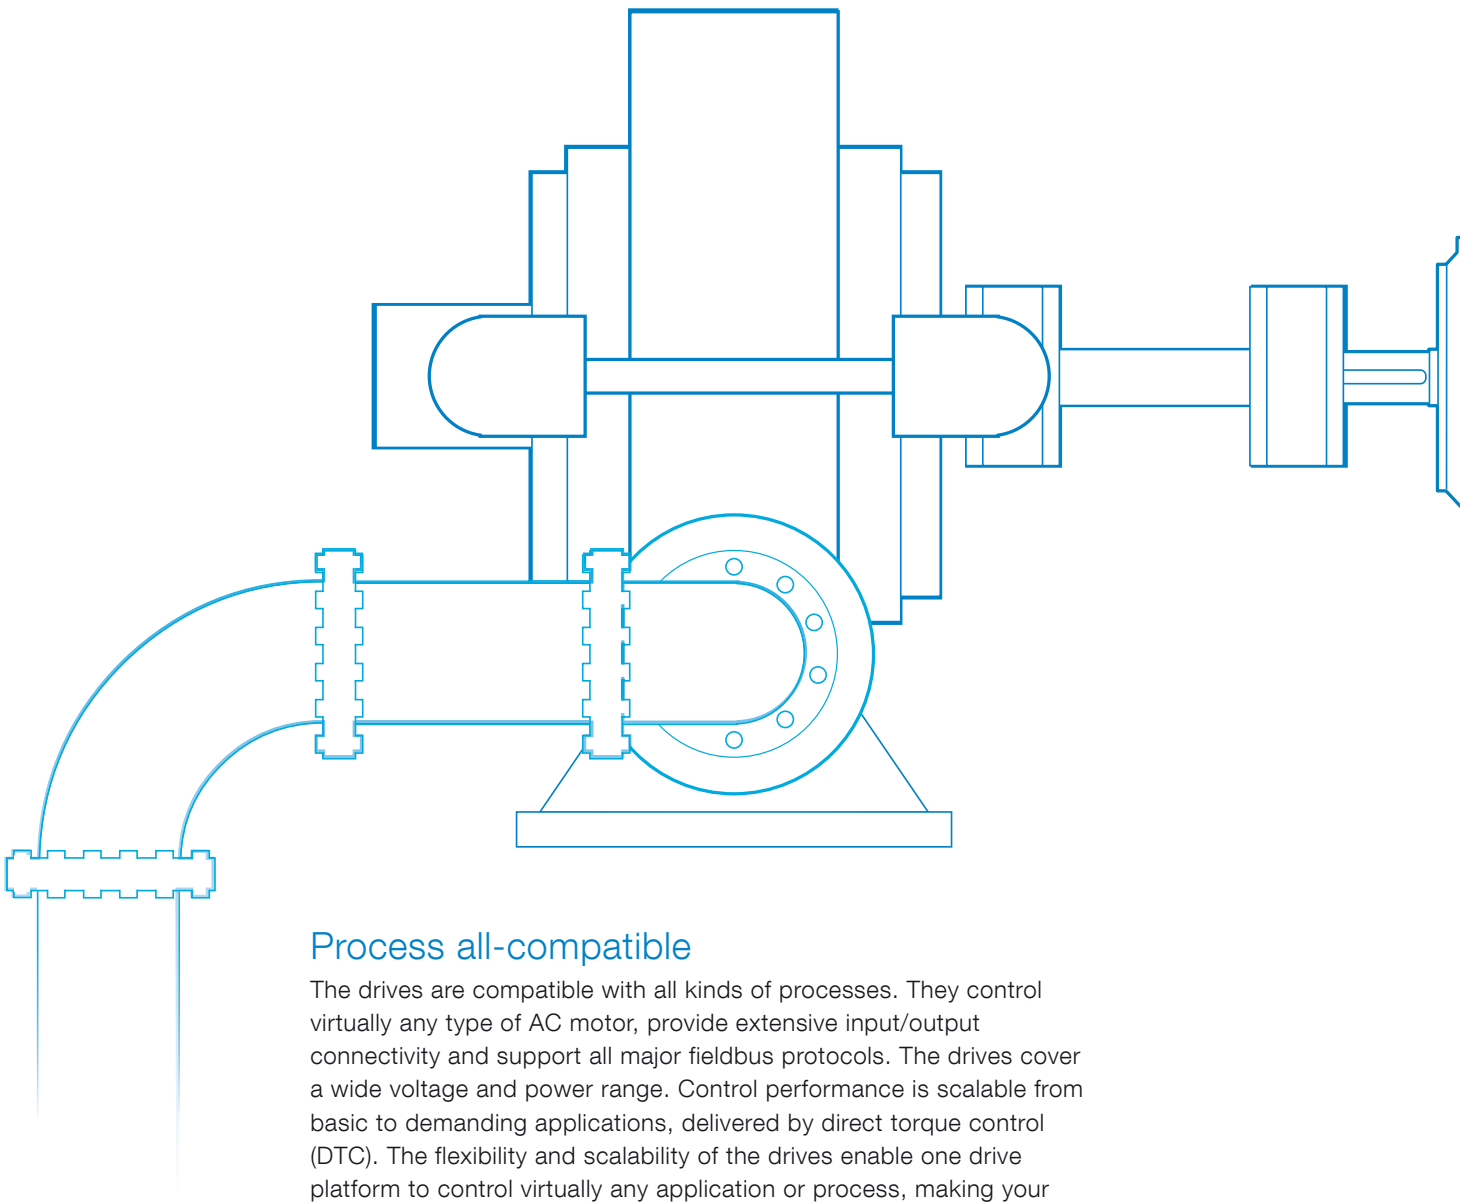 Process all-compatible
The drives are compatible with all kinds of processes. They control
virtually any type of AC motor, provide extensive input/output
connectivity and support all major fieldbus protocols. The drives cover
a wide voltage and power range. Control performance is scalable from
basic to demanding applications, delivered by direct torque control
(DTC). The flexibility and scalability of the drives enable one drive
platform to control virtually any application or process, making your